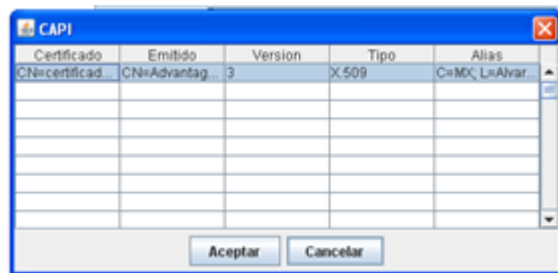 CAPI
Certificado Emitido Version Tipo Alias
CN=certificad... CN=Advantag... 3 X.509 C=MX; L=Alvar...
Aceptar Cancelar